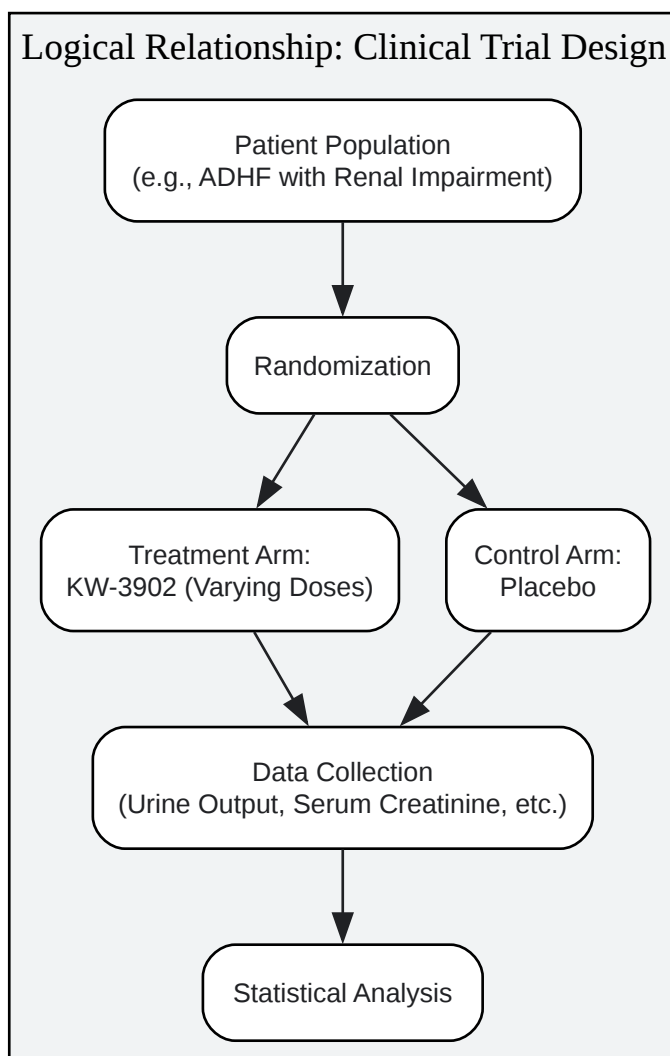 Logical Relationship: Clinical Trial Design
Patient Population
(e.g., ADHF with Renal Impairment)
Randomization
Treatment Arm:
KW-3902 (Varying Doses)
Control Arm:
Placebo
Data Collection
(Urine Output, Serum Creatinine, etc.)
Statistical Analysis